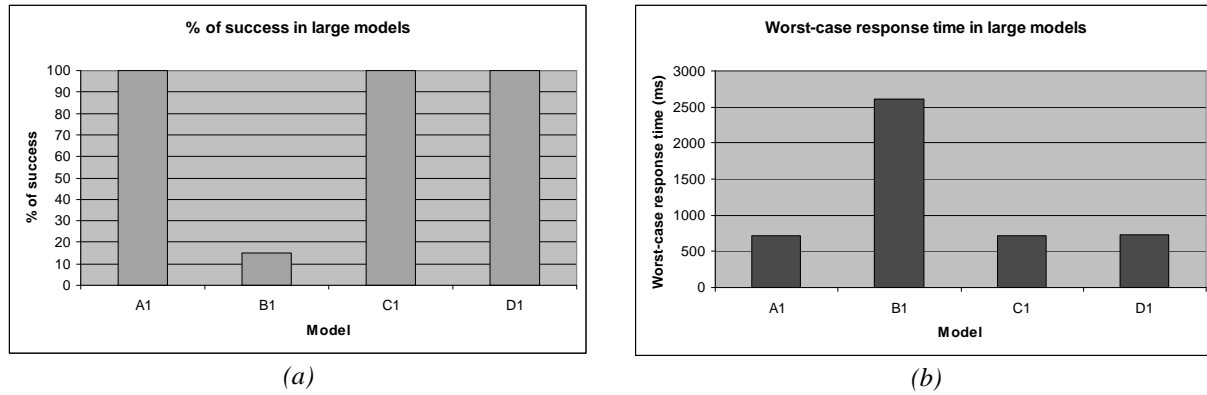 % of success in large models
100
90
80
70
60
50
40
30
20
10
0
% of success
A1 B1 C1 D1
Model
(a)
Worst-case response time in large models
3000
2500
2000
1500
1000
500
0
Worst-case response time (ms)
A1 B1 C1 D1
Model
(b)